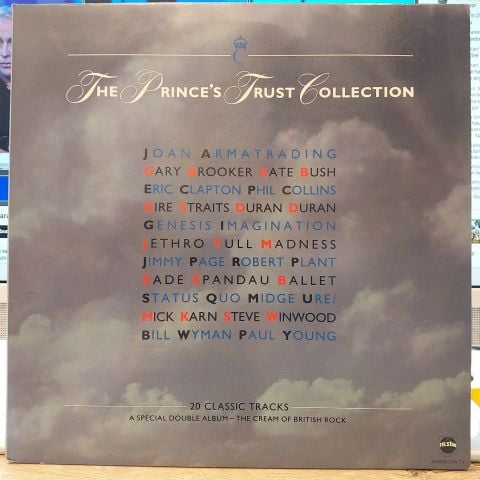 THE PRINCE'S TRUST COLLECTION
JOAN ARMATRADING
GARY BROOKER KATE BUSH
ERIC CLAPTON PHIL COLLINS
DIRE STRAITS DURAN DURAN
GENESIS IMAGINATION
JETHRO TULL MADNESS
JIMMY PAGE ROBERT PLANT
SADE SPANDAU BALLET
STATUS QUO MIDGE URE/
MICK KARN STEVE WINWOOD
BILL WYMAN PAUL YOUNG
20 CLASSIC TRACKS
A SPECIAL DOUBLE ALBUM – THE CREAM OF BRITISH ROCK
TELSTAR